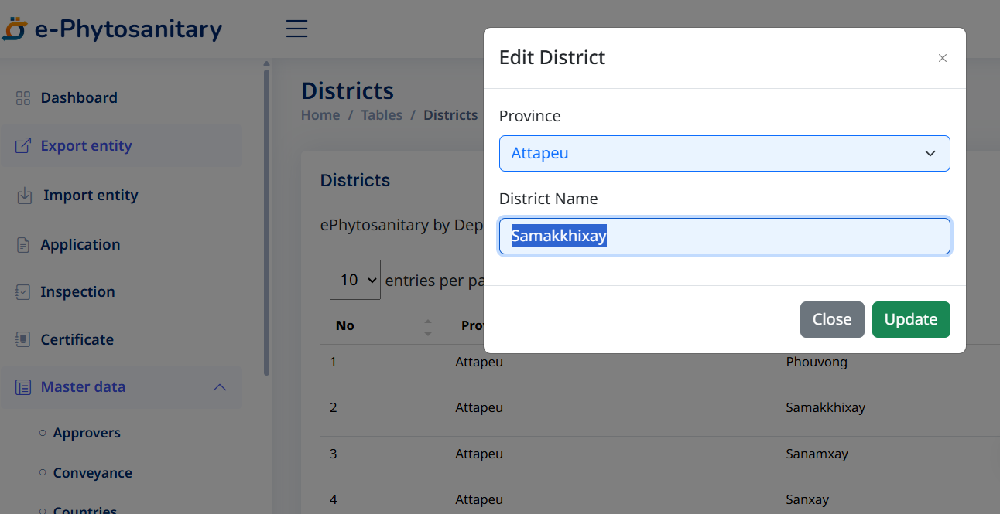 e-Phytosanitary
Dashboard
Export entity
Import entity
Application
Inspection
Certificate
Master data
Approvers
Conveyance
Countries
Districts
Home / Tables / Districts
Districts
ePhytosanitary by Dep
10 entries per pa
No Pro
1 Attapeu Phouvong
2 Attapeu Samakkhixay
3 Attapeu Sanamxay
4 Attapeu Sanxay
Edit District
×
Province
Attapeu
District Name
Samakkhixay
Close Update